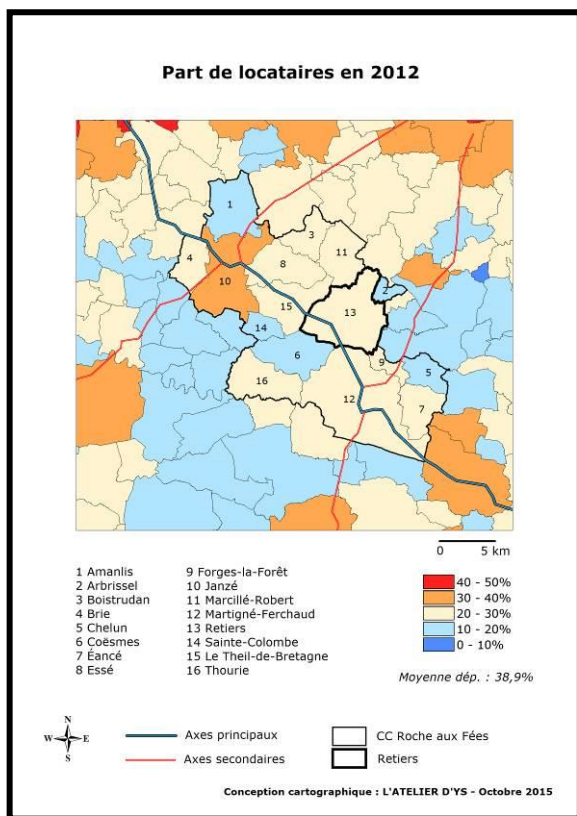 Part de locataires en 2012
1
3
4
11
8
2
10
13
15
14
9
6
5
16
12
7
0 5 km
1 Amanlis
2 Arbrissel
3 Boistrudan
4 Brie
5 Chelun
6 Coësmes
7 Éancé
8 Essé
9 Forges-la-Forêt
10 Janzé
11 Marcillé-Robert
12 Martigné-Ferchaud
13 Retiers
14 Sainte-Colombe
15 Le Theil-de-Bretagne
16 Thourie
40 - 50%
30 - 40%
20 - 30%
10 - 20%
0 - 10%
Moyenne dép. : 38,9%
N
W E
S
Axes principaux
Axes secondaires
CC Roche aux Fées
Retiers
Conception cartographique : L'ATELIER D'YS - Octobre 2015